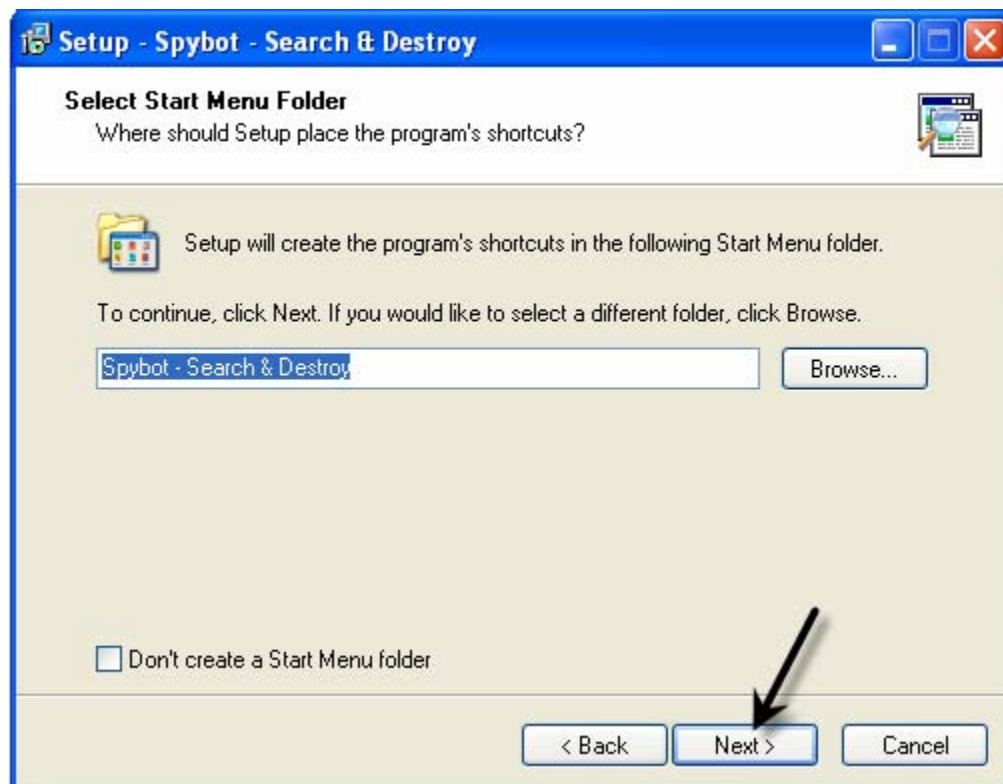 Setup - Spybot - Search & Destroy
Select Start Menu Folder
Where should Setup place the program's shortcuts?
Setup will create the program's shortcuts in the following Start Menu folder.
To continue, click Next. If you would like to select a different folder, click Browse.
Spybot - Search & Destroy
Browse...
Don't create a Start Menu folder
< Back
Next >
Cancel